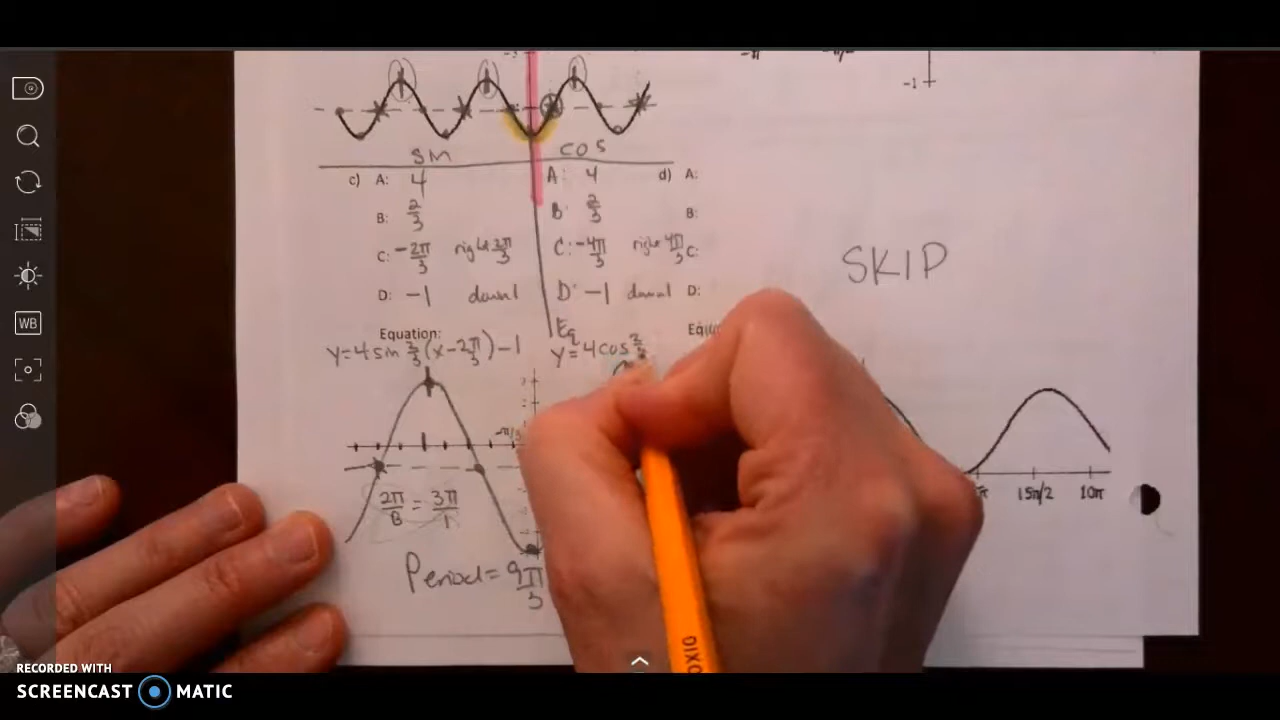 -1
SIN COS
c) A: 4 A: 4 d) A:
B: 2/3 B: 2/3 B:
C: -2π/3 right 2π/3 C: -4π/3 right 4π/3 C:
D: -1 down 1 D: -1 down 1 D:
SKIP
Equation: Eq
y=4sin 2/3(x-2π/3)-1 y=4cos 2/3
-π/3
2π/B = 3π/1
15π/2 10π
Period = 9π/3
WB
DIXO
RECORDED WITH
SCREENCAST MATIC